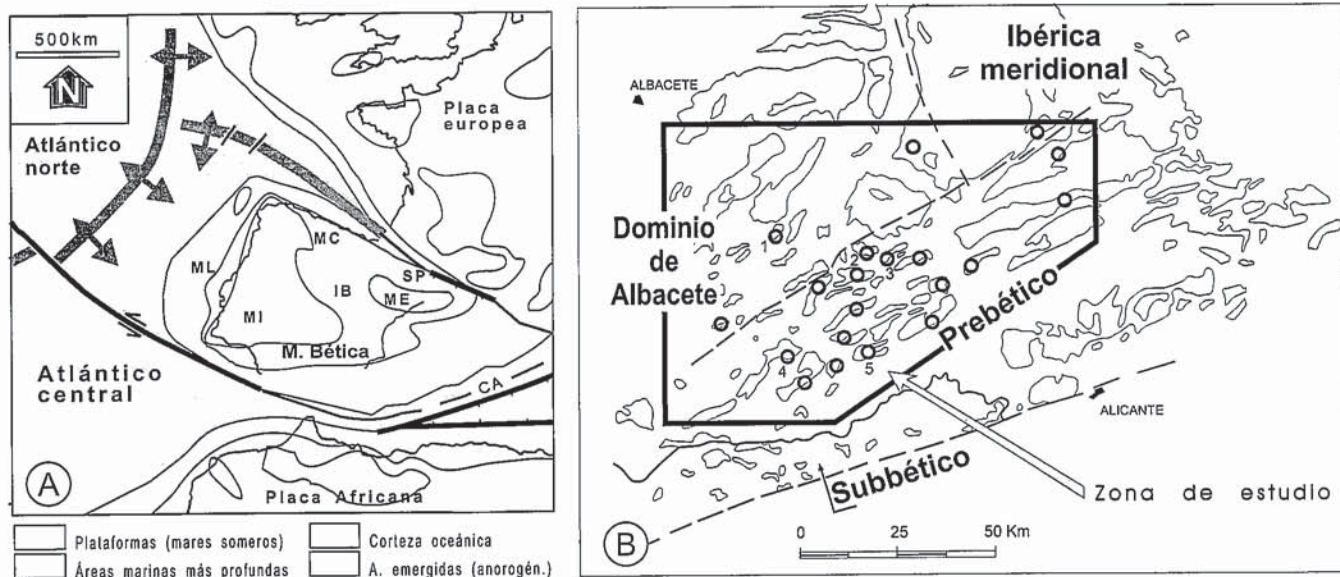 500km
N
Atlántico
norte
Placa
europea
MC
ML
IB
SP
ME
MI
M. Bética
CA
Atlántico
central
Placa Africana
A
Plataformas (mares someros)
Corteza oceánica
Áreas marinas más profundas
A. emergidas (anorogén.)
Ibérica
meridional
ALBACETE
Dominio
de
Albacete
1
2
3
4
5
Prebético
ALICANTE
Subbético
Zona de estudio
B
0 25 50 Km